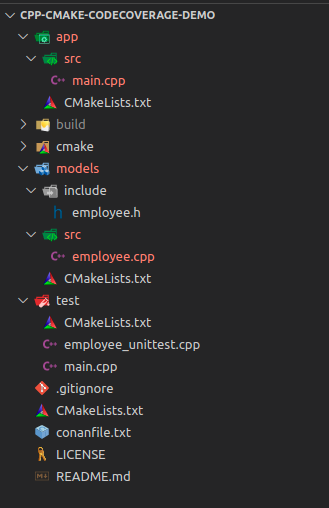 CPP-CMAKE-CODECOVERAGE-DEMO
app
src
main.cpp
CMakeLists.txt
build
cmake
models
include
employee.h
src
employee.cpp
CMakeLists.txt
test
CMakeLists.txt
employee_unittest.cpp
main.cpp
.gitignore
CMakeLists.txt
conanfile.txt
LICENSE
README.md